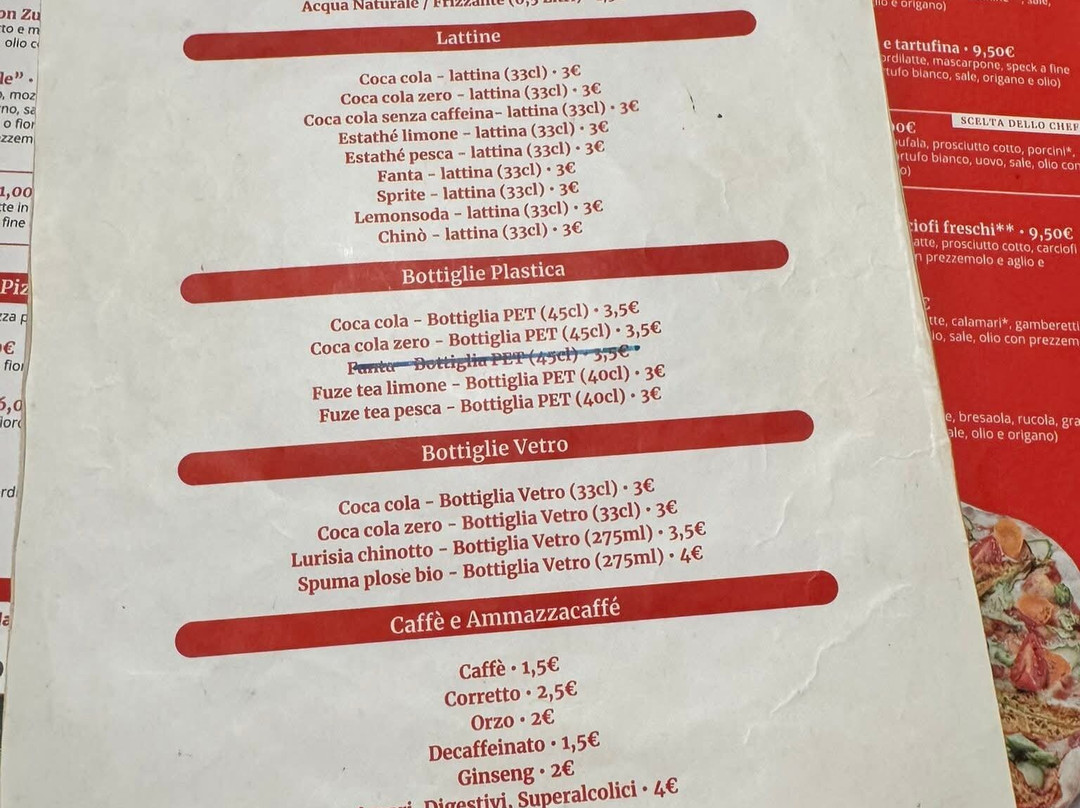 Acqua Naturale / Frizzante (0,5
Lattine
Coca cola – lattina (33cl) • 3€
Coca cola zero – lattina (33cl) • 3€
Coca cola senza caffeina– lattina (33cl) • 3€
Estathé limone – lattina (33cl) • 3€
Estathé pesca – lattina (33cl) • 3€
Fanta – lattina (33cl) • 3€
Sprite – lattina (33cl) • 3€
Lemonsoda – lattina (33cl) • 3€
Chinò – lattina (33cl) • 3€
Bottiglie Plastica
Coca cola – Bottiglia PET (45cl) • 3,5€
Coca cola zero – Bottiglia PET (45cl) • 3,5€
Fanta – Bottiglia PET (45cl) • 3,5€
Fuze tea limone – Bottiglia PET (40cl) • 3€
Fuze tea pesca – Bottiglia PET (40cl) • 3€
Bottiglie Vetro
Coca cola – Bottiglia Vetro (33cl) • 3€
Coca cola zero – Bottiglia Vetro (33cl) • 3€
Lurisia chinotto – Bottiglia Vetro (275ml) • 3,5€
Spuma plose bio – Bottiglia Vetro (275ml) • 4€
Caffè e Ammazzacaffé
Caffè • 1,5€
Corretto • 2,5€
Orzo • 2€
Decaffeinato • 1,5€
Ginseng • 2€
Digestivi, Superalcolici • 4€
e origano)
e tartufina • 9,50€
mascarpone, speck a fine
bianco, sale, origano e olio)
SCELTA DELLO CHEF
prosciutto cotto, porcini*,
bianco, uovo, sale, olio con
freschi** • 9,50€
prosciutto cotto, carciofi
prezzemolo e aglio e
calamari*, gamberetti
sale, olio con prezzem
bresaola, rucola, gra
olio e origano)